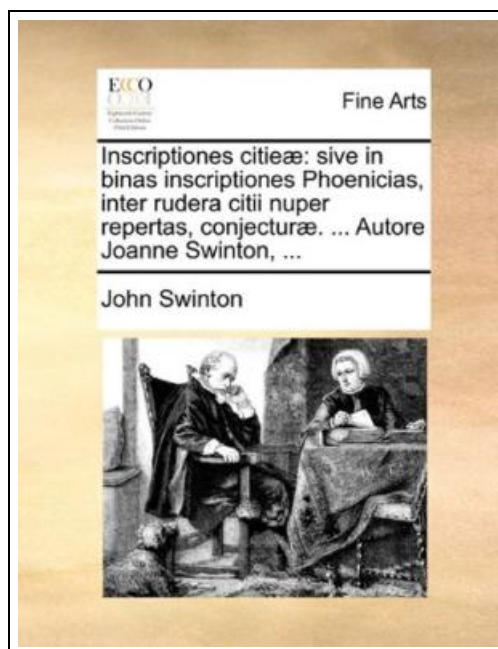 ECCO
Fine Arts
Inscriptiones citieæ: sive in
binas inscriptiones Phoenicias,
inter rudera citii nuper
repertas, conjecturæ. ... Autore
Joanne Swinton, ...
John Swinton